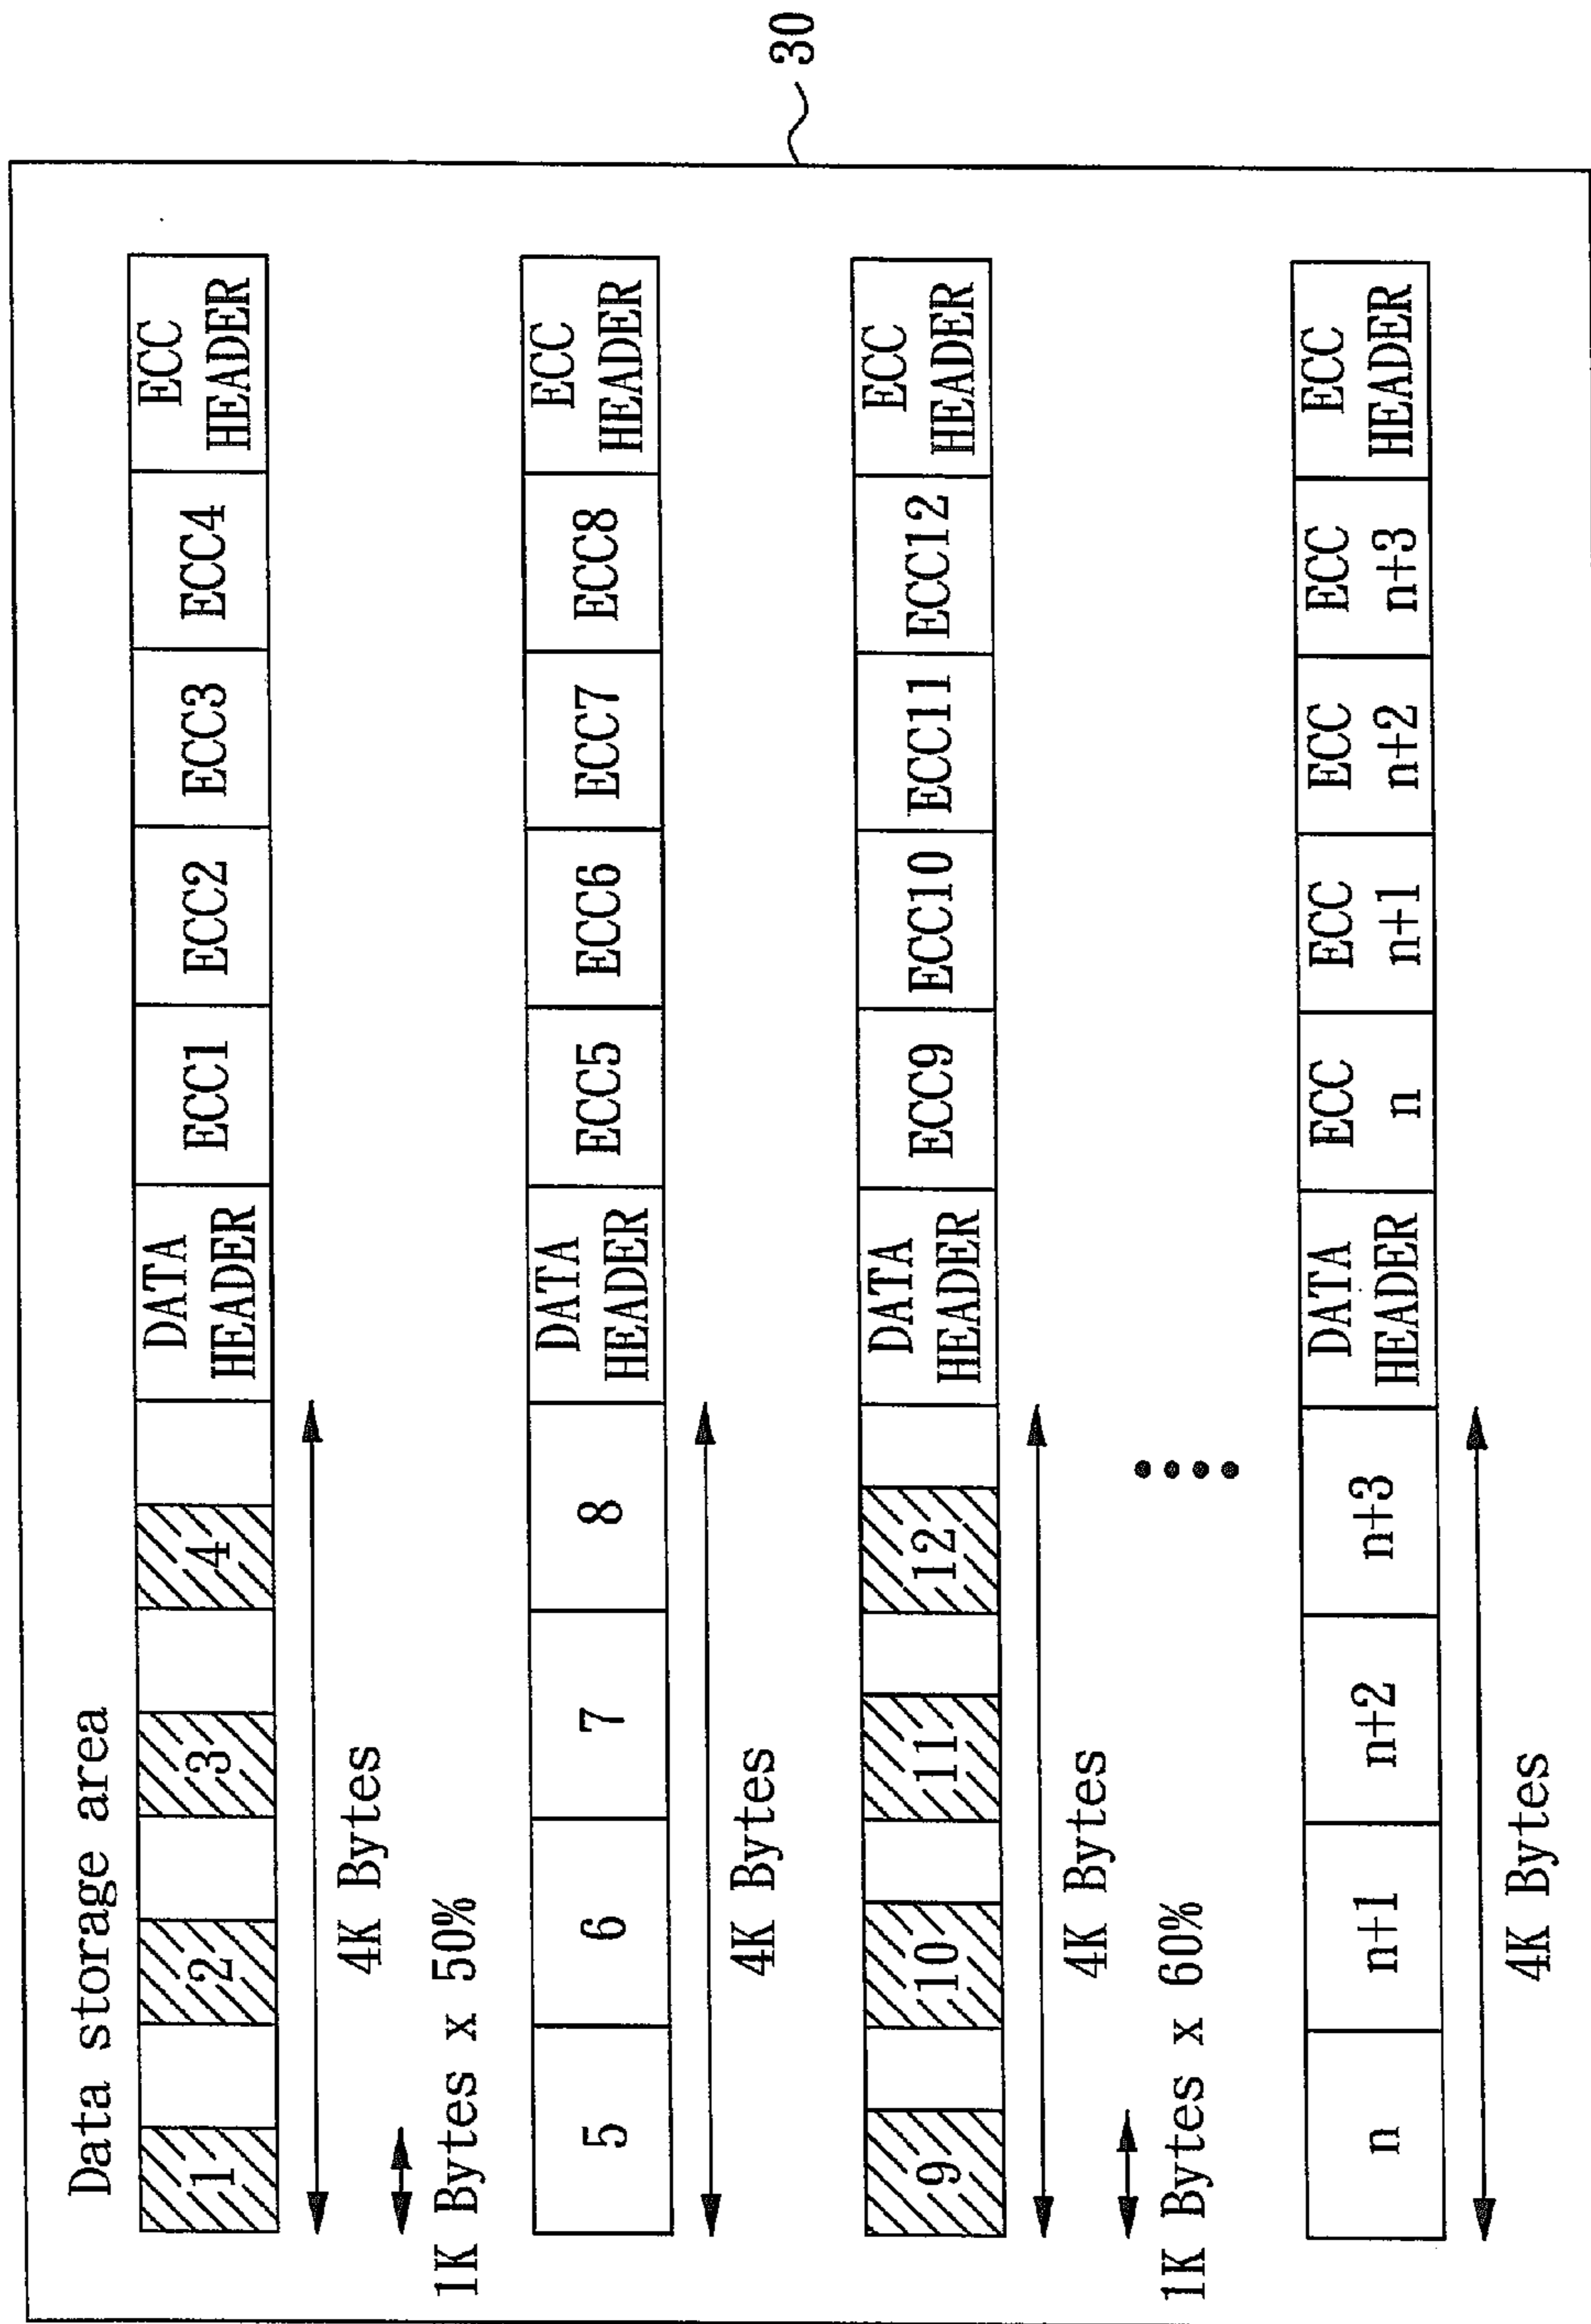 30
Data storage area
1 2 3 4 DATA HEADER ECC1 ECC2 ECC3 ECC4 ECC HEADER
4K Bytes
1K Bytes x 50%
5 6 7 8 DATA HEADER ECC5 ECC6 ECC7 ECC8 ECC HEADER
4K Bytes
9 10 11 12 DATA HEADER ECC9 ECC10 ECC11 ECC12 ECC HEADER
4K Bytes
1K Bytes x 60%
n n+1 n+2 n+3 DATA HEADER ECC n ECC n+1 ECC n+2 ECC n+3 ECC HEADER
4K Bytes